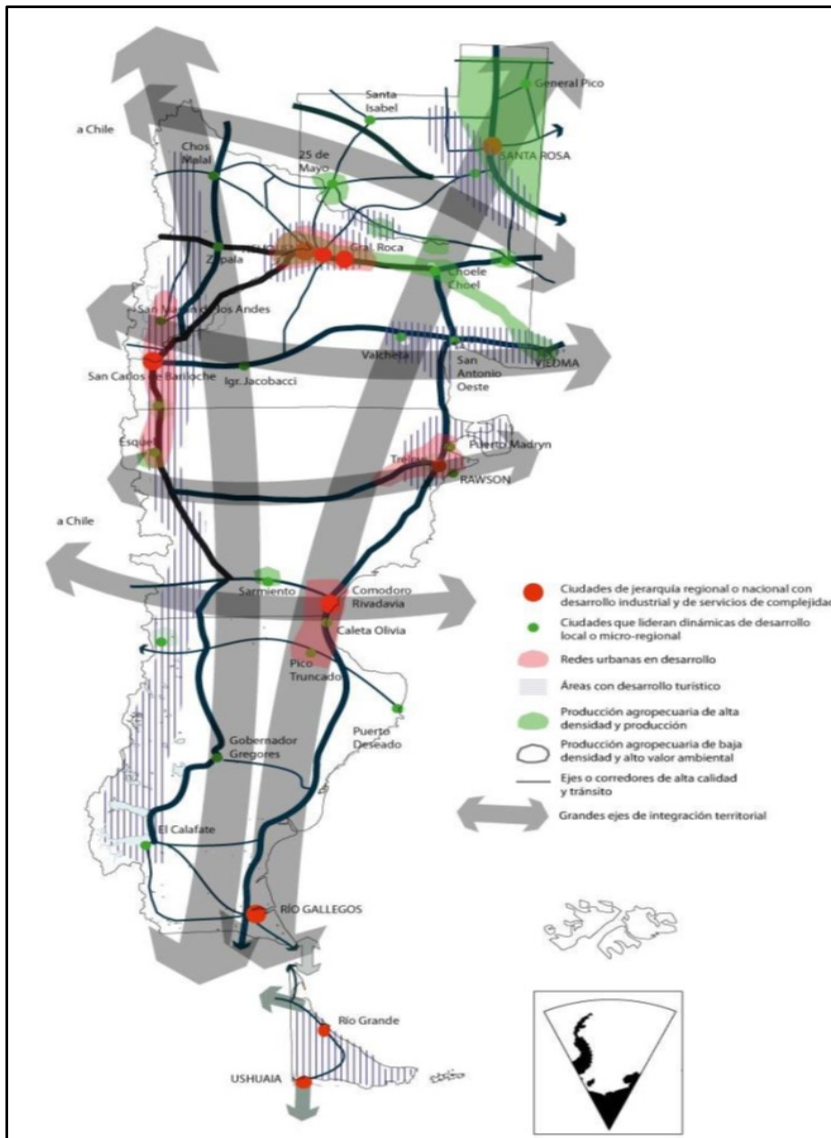 General Pico
Santa
Isabel
a Chile
SANTA ROSA
Chos
Malal
25 de
Mayo
Gral. Roca
Zapala
Choele
Choel
San Martín de los Andes
Valcheta
San
Antonio
Oeste
VIEDMA
San Carlos de Bariloche
Igr. Jacobacci
Esquel
Puerto Madryn
RAWSON
a Chile
Sarmiento
Comodoro
Rivadavia
Caleta Olivia
Pico
Truncado
Puerto
Deseado
Gobernador
Gregores
El Calafate
RÍO GALLEGOS
Río Grande
USHUAIA
Ciudades de jerarquía regional o nacional con
desarrollo industrial y de servicios de complejidad
Ciudades que lideran dinámicas de desarrollo
local o micro-regional
Redes urbanas en desarrollo
Áreas con desarrollo turístico
Producción agropecuaria de alta
densidad y producción
Producción agropecuaria de baja
densidad y alto valor ambiental
Ejes o corredores de alta calidad
y tránsito
Grandes ejes de integración territorial